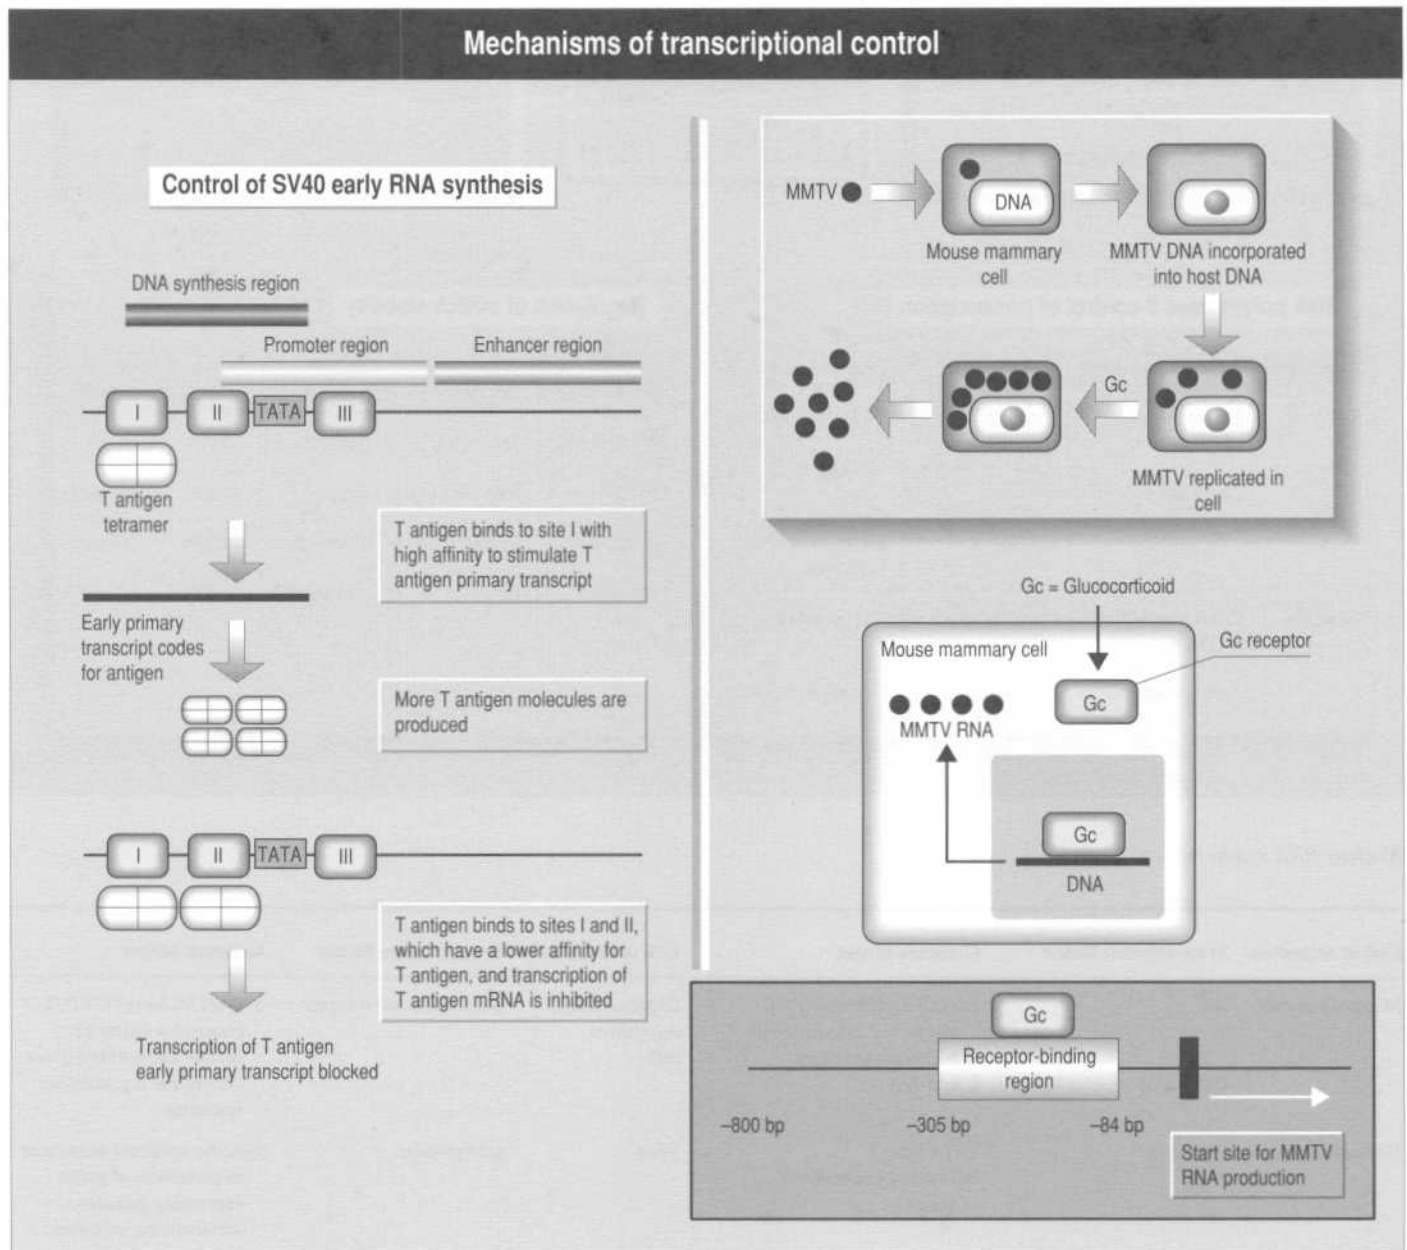 Mechanisms of transcriptional control
Control of SV40 early RNA synthesis
DNA synthesis region
Promoter region
Enhancer region
I
II
TATA
III
T antigen
tetramer
T antigen binds to site I with
high affinity to stimulate T
antigen primary transcript
Early primary
transcript codes
for antigen
More T antigen molecules are
produced
I
II
TATA
III
T antigen binds to sites I and II,
which have a lower affinity for
T antigen, and transcription of
T antigen mRNA is inhibited
Transcription of T antigen
early primary transcript blocked
MMTV
DNA
Mouse mammary
cell
MMTV DNA incorporated
into host DNA
Gc
MMTV replicated in
cell
Gc = Glucocorticoid
Mouse mammary cell
Gc receptor
Gc
MMTV RNA
Gc
DNA
Gc
Receptor-binding
region
–800 bp
–305 bp
–84 bp
Start site for MMTV
RNA production